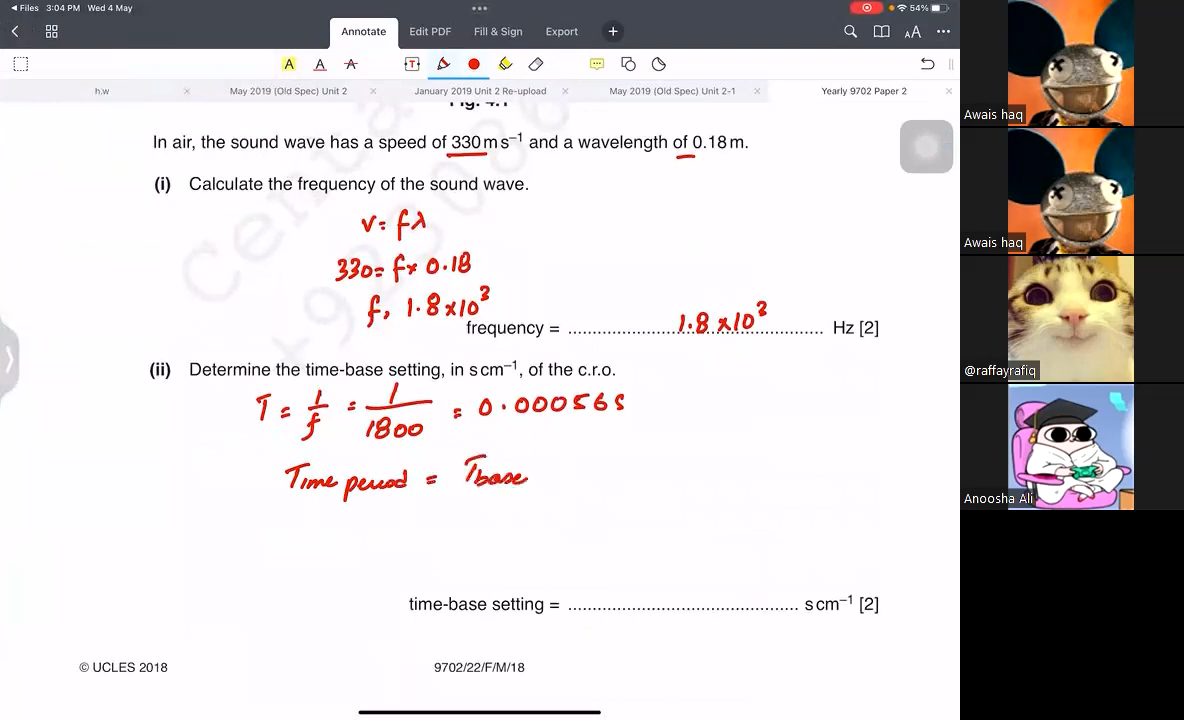 Files 3:04 PM Wed 4 May 54%
Annotate Edit PDF Fill & Sign Export
h.w May 2019 (Old Spec) Unit 2 January 2019 Unit 2 Re-upload May 2019 (Old Spec) Unit 2-1 Yearly 9702 Paper 2
Fig. 4.1
In air, the sound wave has a speed of 330 m s⁻¹ and a wavelength of 0.18 m.
(i) Calculate the frequency of the sound wave.
v = fλ
330 = f × 0.18
f, 1.8 × 10³
frequency = ........ 1.8 × 10³ ........ Hz [2]
(ii) Determine the time-base setting, in s cm⁻¹, of the c.r.o.
T = 1/f = 1/1800 = 0.00056 s
Time period = Tbase
time-base setting = ................................................ s cm⁻¹ [2]
© UCLES 2018 9702/22/F/M/18
Awais haq
Awais haq
@raffayrafiq
Anoosha Ali